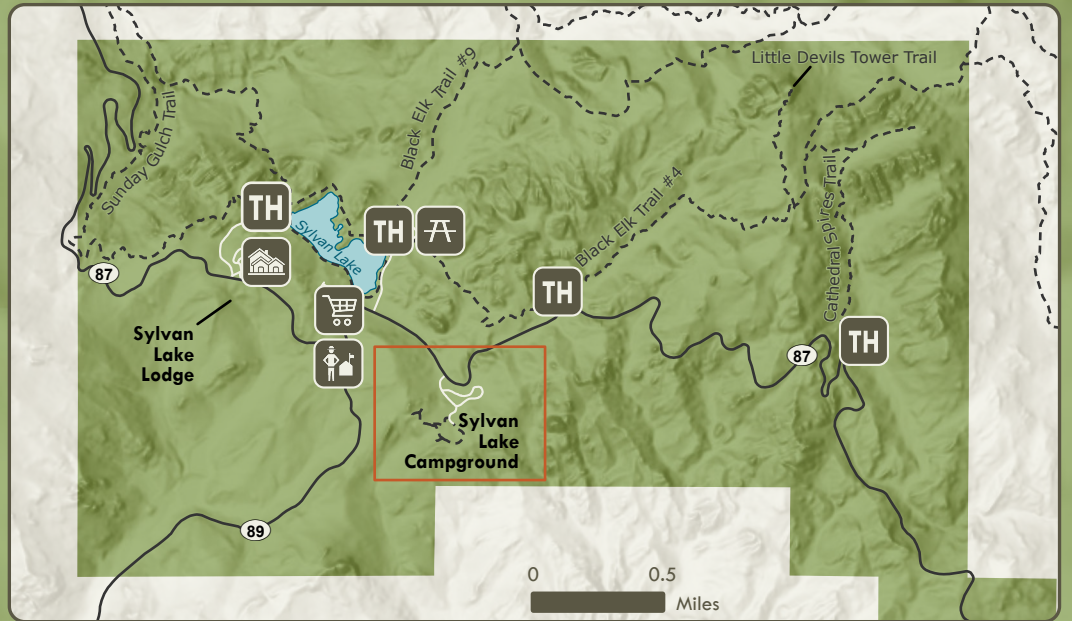 Little Devils Tower Trail
Black Elk Trail #9
Sunday Gulch Trail
TH
Sylvan Lake
TH
Black Elk Trail #4
Cathedral Spires Trail
87
TH
TH
87
Sylvan
Lake
Lodge
Sylvan
Lake
Campground
89
0 0.5
Miles